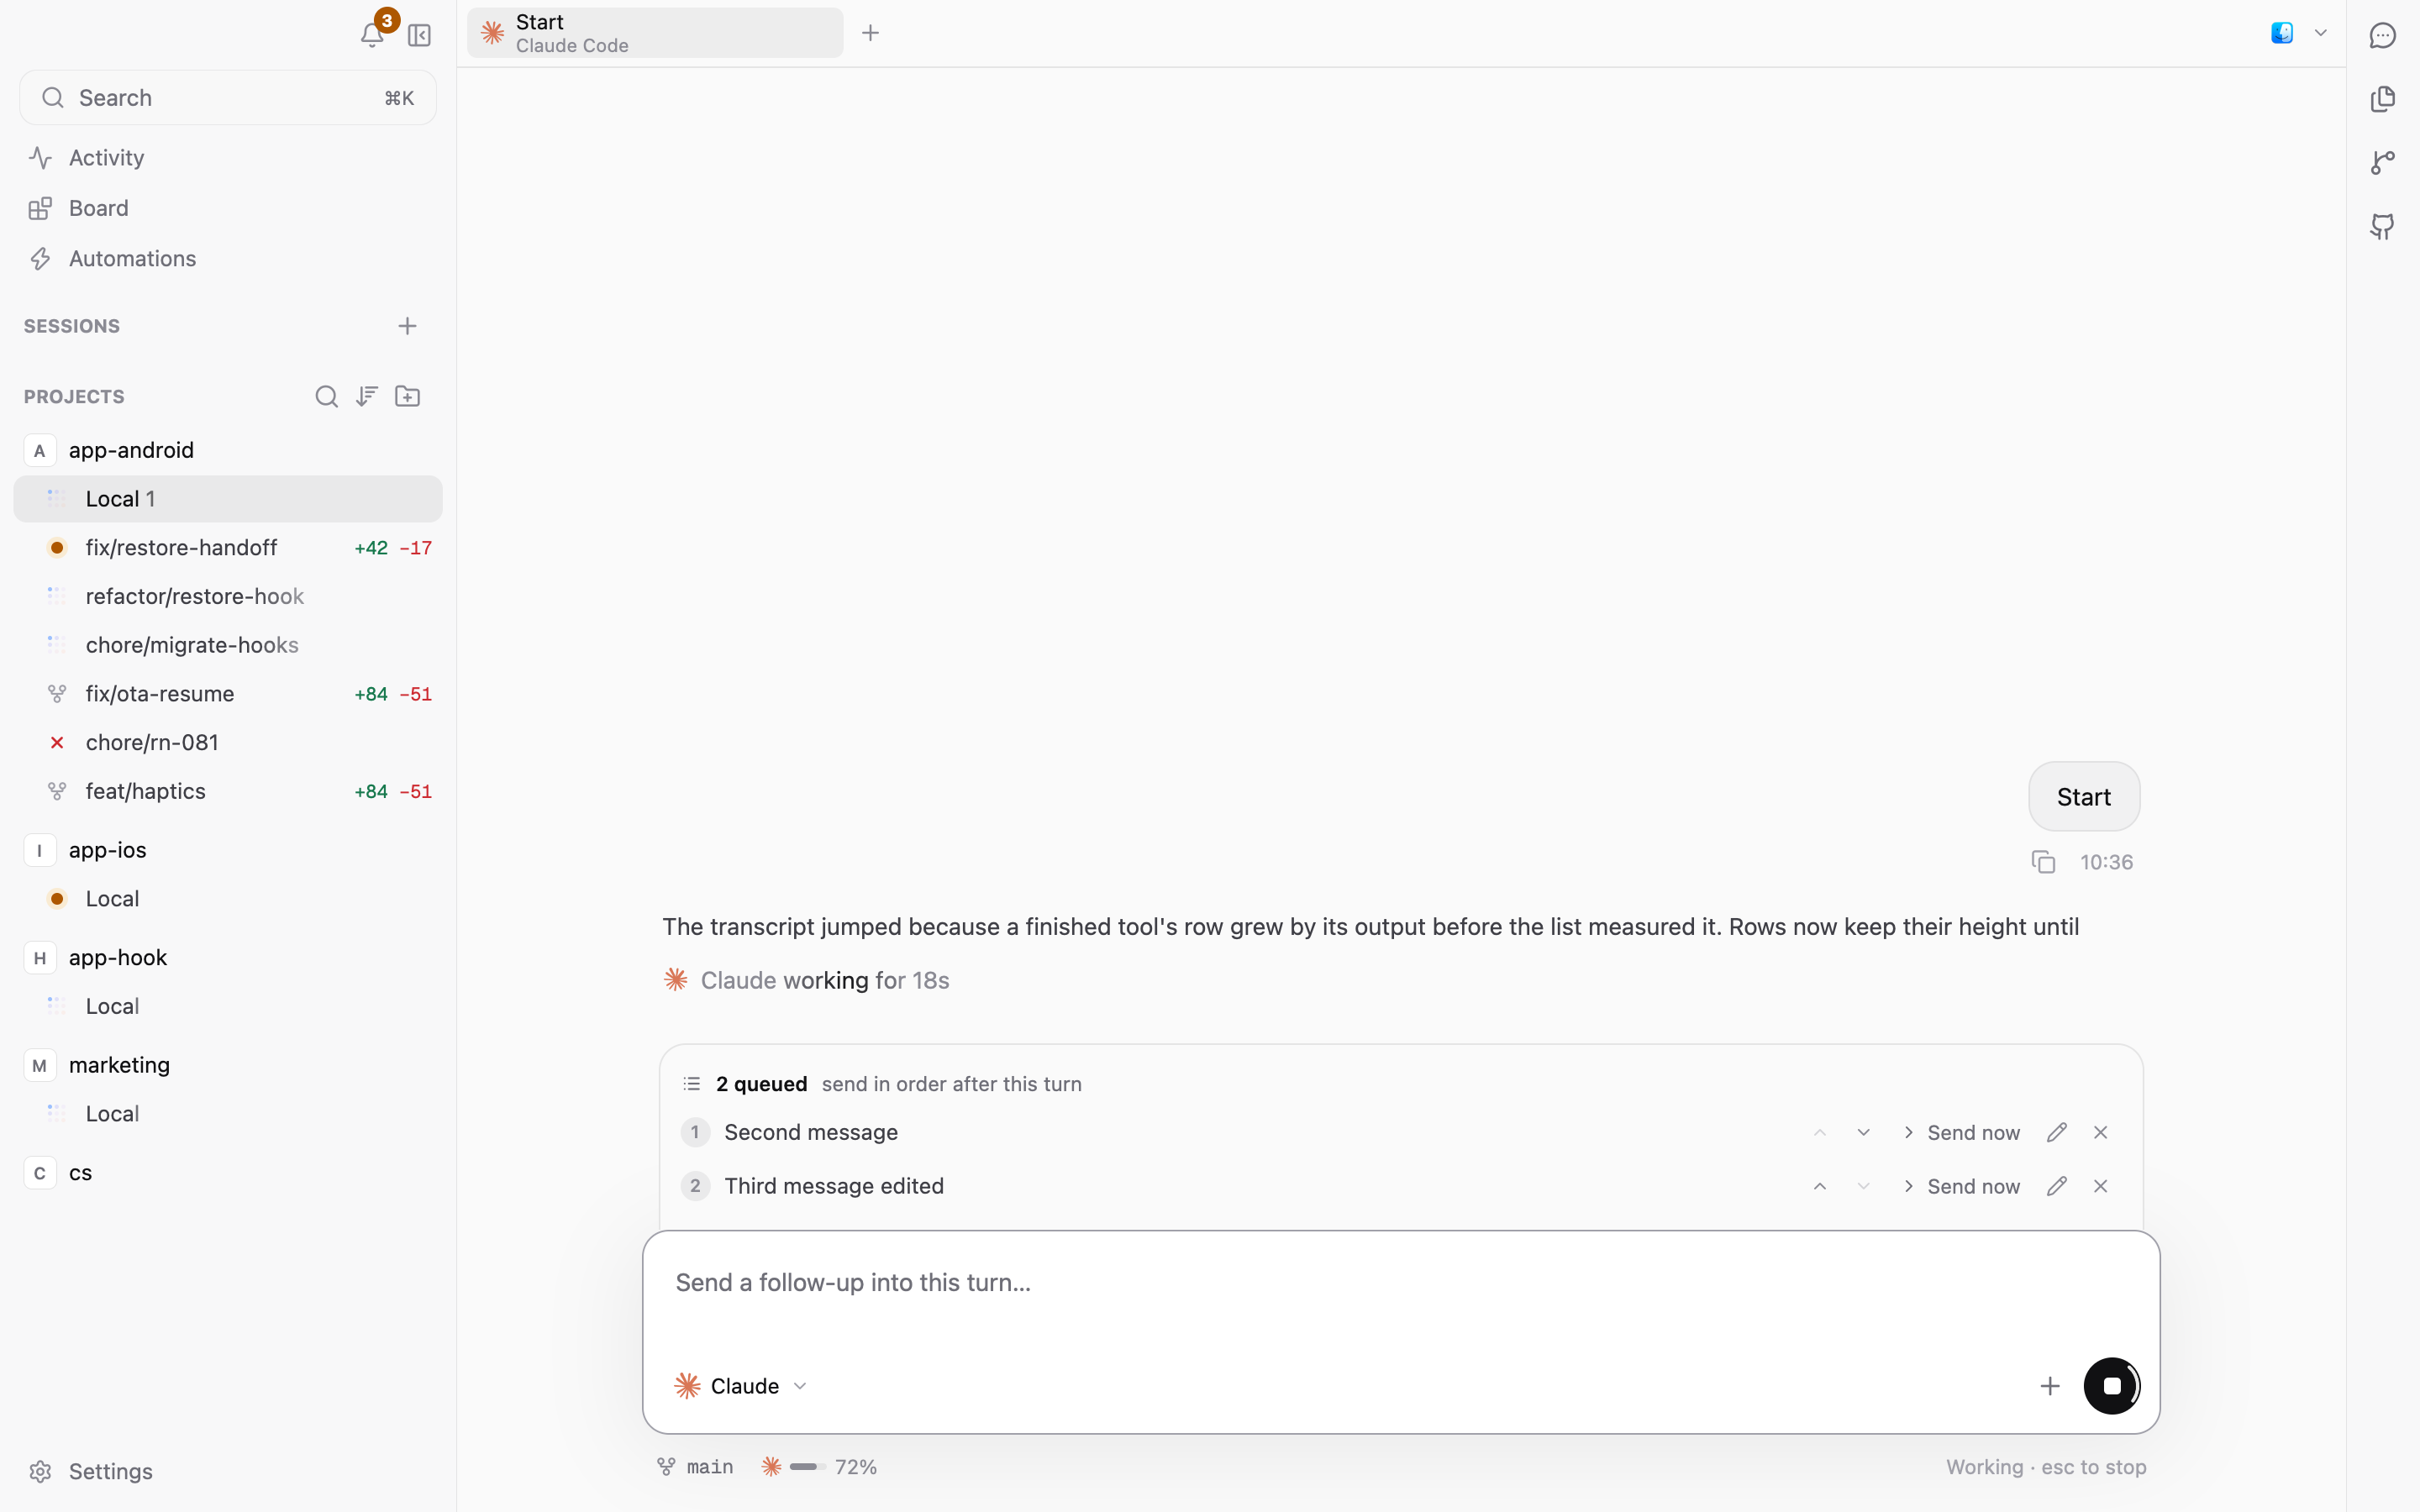 3
Search ⌘K
Activity
Board
Automations
SESSIONS
PROJECTS
A app-android
Local 1
fix/restore-handoff +42 −17
refactor/restore-hook
chore/migrate-hooks
fix/ota-resume +84 −51
chore/rn-081
feat/haptics +84 −51
I app-ios
Local
H app-hook
Local
M marketing
Local
C cs
Settings
Start
Claude Code
Start
10:36
The transcript jumped because a finished tool's row grew by its output before the list measured it. Rows now keep their height until
Claude working for 18s
2 queued send in order after this turn
1 Second message Send now
2 Third message edited Send now
Send a follow-up into this turn...
Claude
main 72% Working · esc to stop